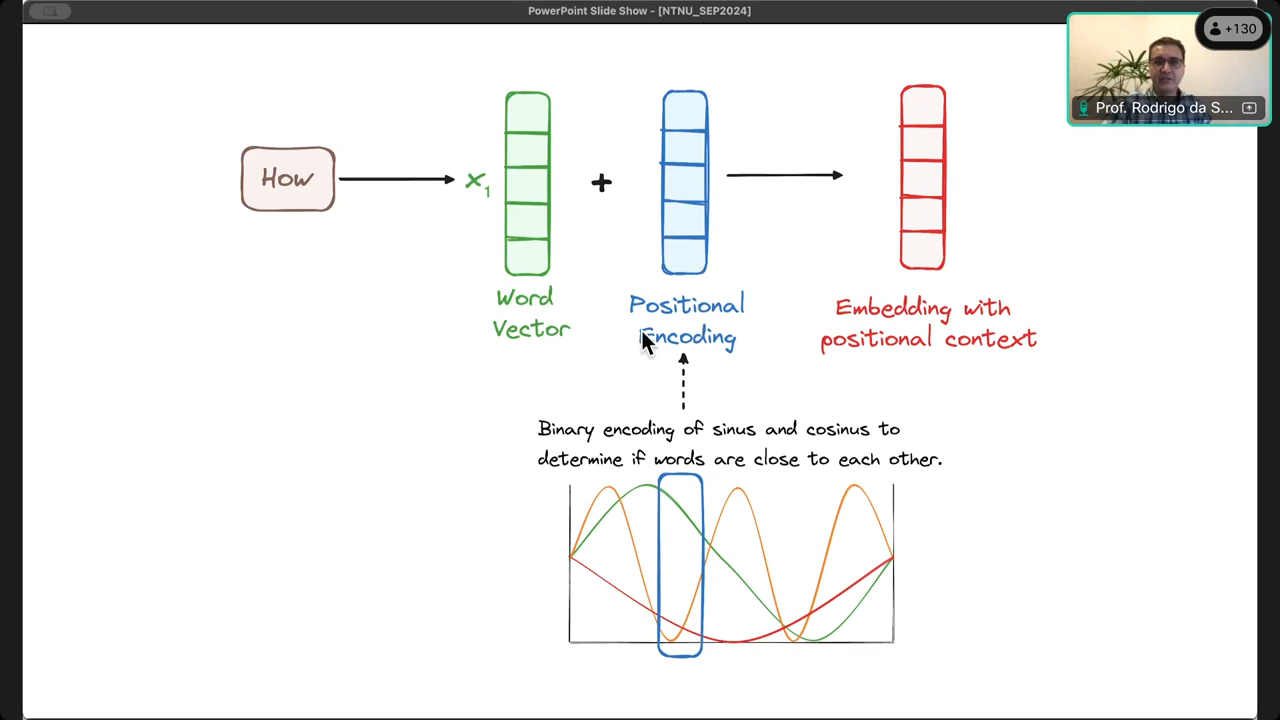 PowerPoint Slide Show - [NTNU_SEP2024]
+130
Prof. Rodrigo da S...
How
x1
+
Word
Vector
Positional
Encoding
Embedding with
positional context
Binary encoding of sinus and cosinus to
determine if words are close to each other.